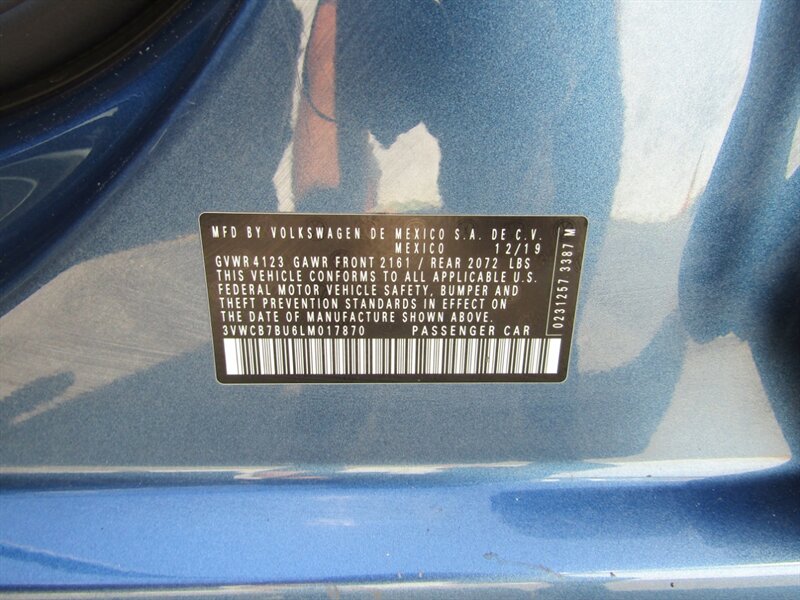 MFD BY VOLKSWAGEN DE MEXICO S.A. DE C.V.
MEXICO 12/19
GVWR 4123 GAWR FRONT 2161 / REAR 2072 LBS
THIS VEHICLE CONFORMS TO ALL APPLICABLE U.S.
FEDERAL MOTOR VEHICLE SAFETY, BUMPER AND
THEFT PREVENTION STANDARDS IN EFFECT ON
THE DATE OF MANUFACTURE SHOWN ABOVE.
3VWCB7BU6LM017870 PASSENGER CAR
0231257 3387 M